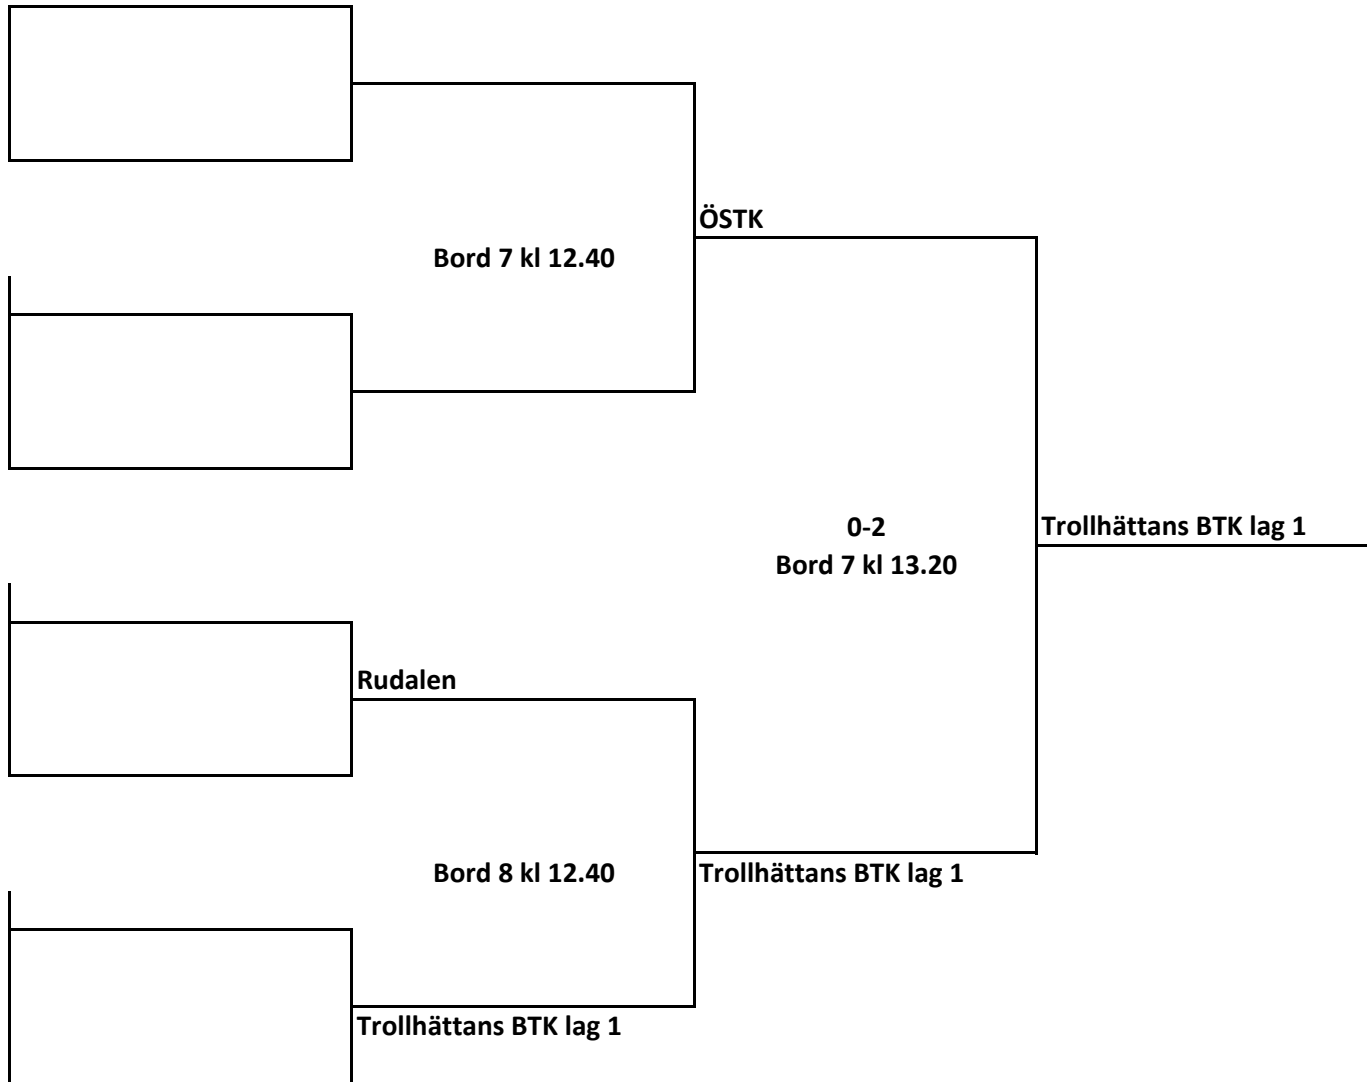 ÖSTK
Bord 7 kl 12.40
0-2
Trollhättans BTK lag 1
Bord 7 kl 13.20
Rudalen
Bord 8 kl 12.40
Trollhättans BTK lag 1
Trollhättans BTK lag 1